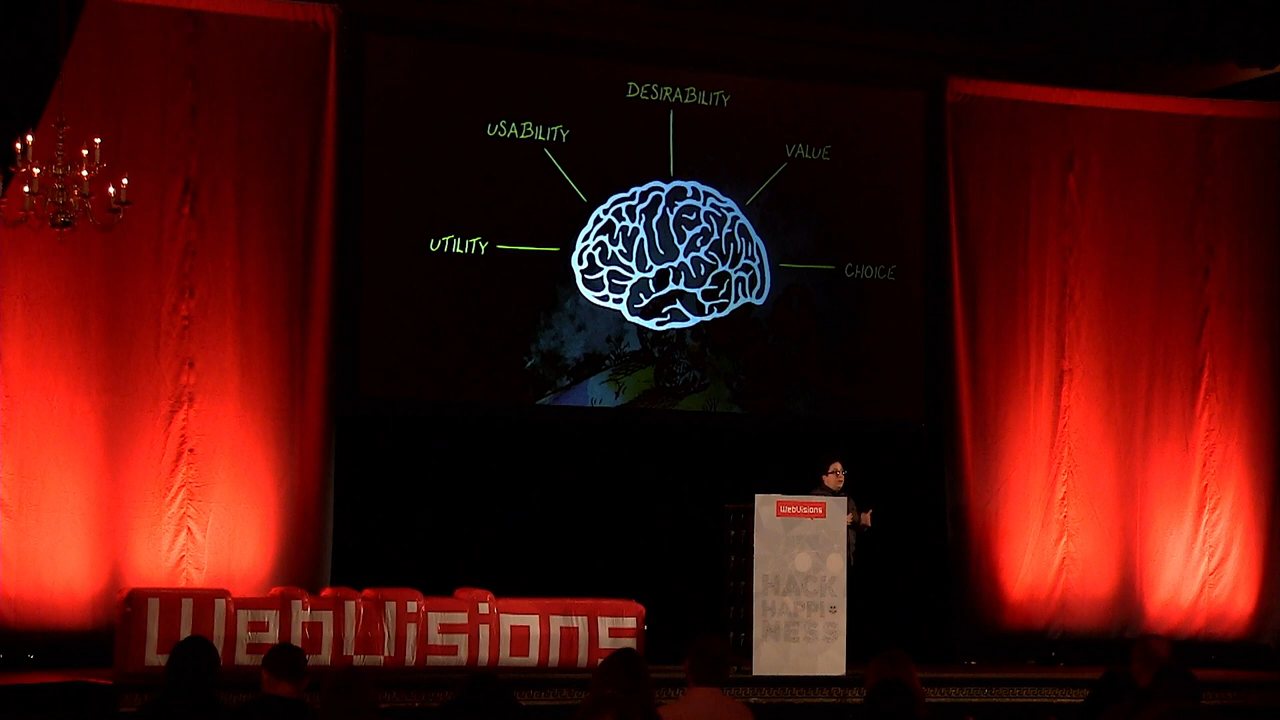 DESIRABILITY
USABILITY
VALUE
UTILITY
CHOICE
WebVisions
HACK
HAPPI
NESS
WebVisions